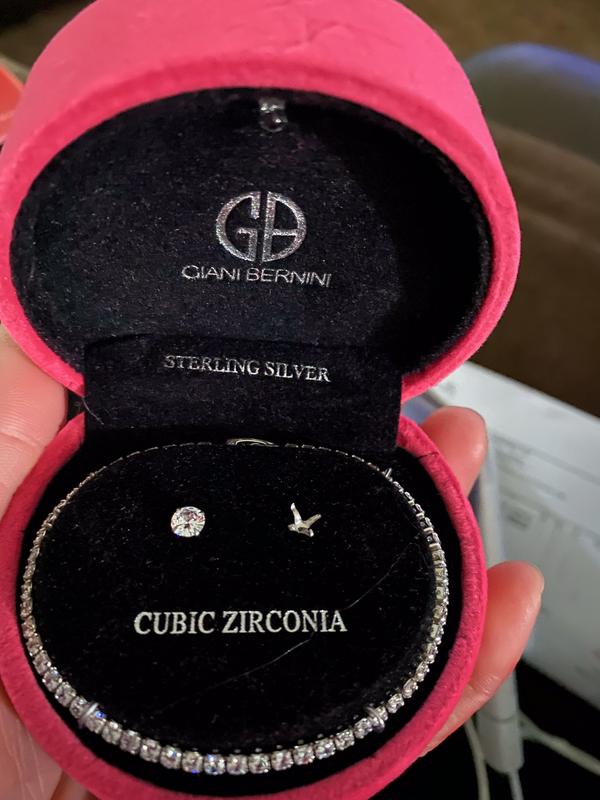 GB
GIANI BERNINI
STERLING SILVER
CUBIC ZIRCONIA